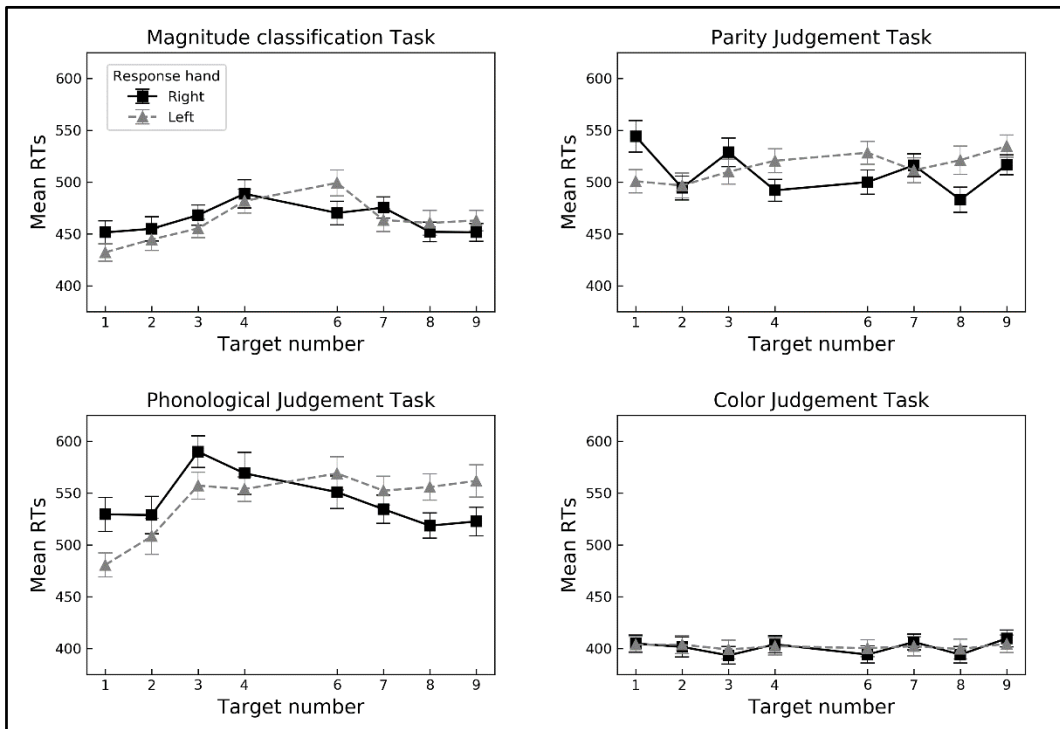 Magnitude classification Task
600
550
500
450
400
Mean RTs
Response hand
Right
Left
1 2 3 4 6 7 8 9
Target number
Parity Judgement Task
600
550
500
450
400
Mean RTs
1 2 3 4 6 7 8 9
Target number
Phonological Judgement Task
600
550
500
450
400
Mean RTs
1 2 3 4 6 7 8 9
Target number
Color Judgement Task
600
550
500
450
400
Mean RTs
1 2 3 4 6 7 8 9
Target number